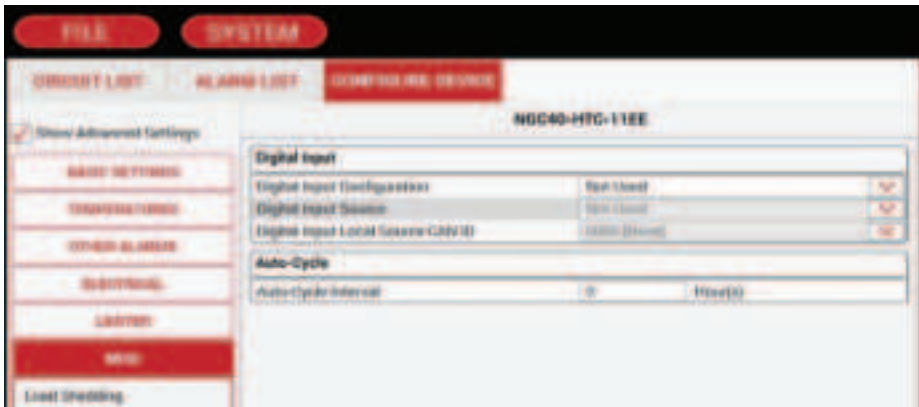 FILE SYSTEM
CIRCUIT LIST ALARM LIST CONFIGURE DEVICE
NGC40-HTC-11EE
Show Advanced Settings
Digital Input
BASIC SETTINGS
Digital Input Configuration Not Used
TEMPERATURES
Digital Input Source Not Used
Digital Input Local Source CAN ID
OTHER ALARMS
Auto-Cycle
ELECTRICAL
Auto-Cycle Interval 0 Hour(s)
MISC
Load Shedding